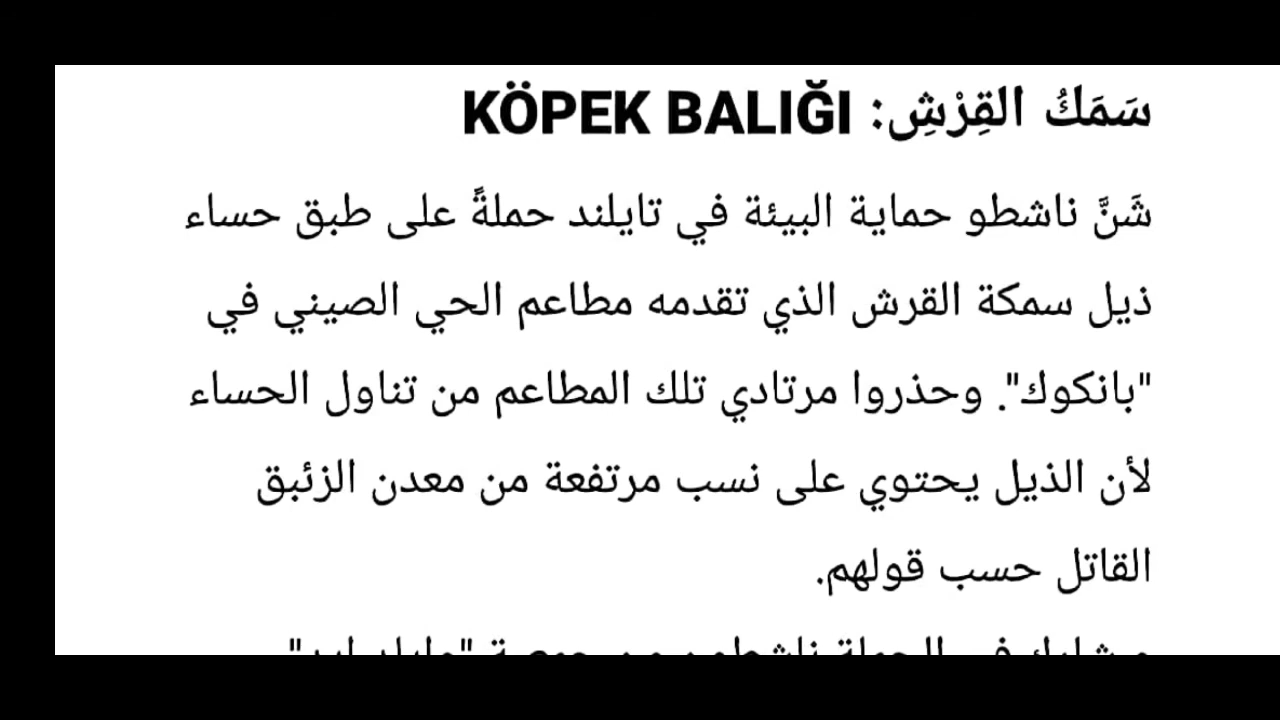 سَمَكُ القِرْشِ: KÖPEK BALIĞI
شَنَّ ناشطو حماية البيئة في تايلند حملةً على طبق حساء
ذيل سمكة القرش الذي تقدمه مطاعم الحي الصيني في
"بانكوك". وحذروا مرتادي تلك المطاعم من تناول الحساء
لأن الذيل يحتوي على نسب مرتفعة من معدن الزئبق
القاتل حسب قولهم.